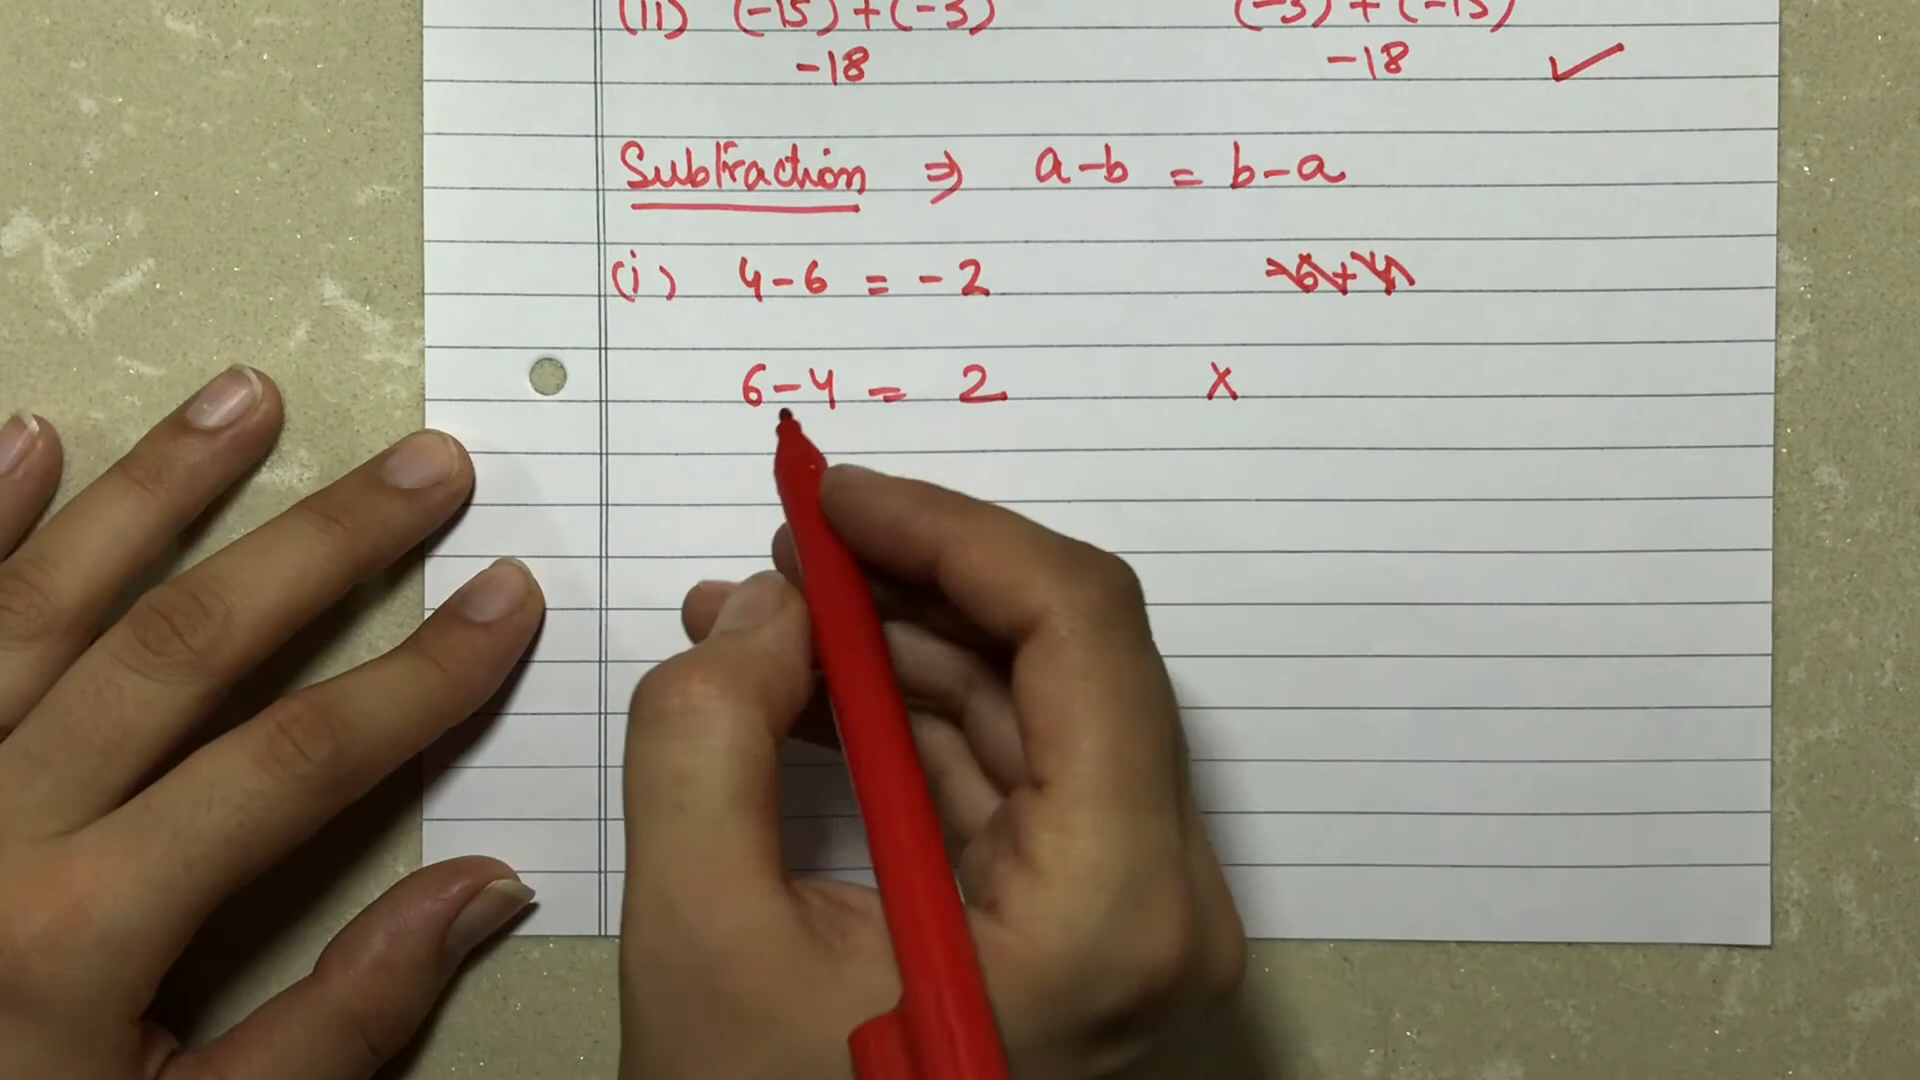 (ii) (-15)+(-3) (-3)+(-15)
-18 -18 ✓
Subtraction ⇒ a-b = b-a
(i) 4-6 = -2
6-4 = 2 X